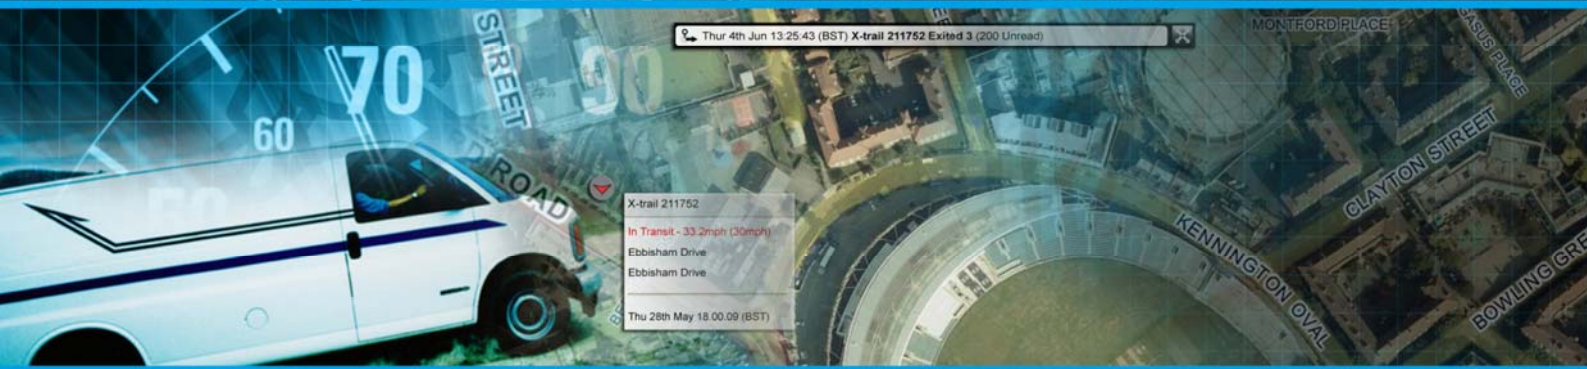 STREET
MONTFORD PLACE
Thur 4th Jun 13:25:43 (BST) X-trail 211752 Exited 3 (200 Unread)
70
90
60
50
CLAYTON STREET
ROAD
X-trail 211752
In Transit - 33.2mph (30mph)
Ebbisham Drive
Ebbisham Drive
KENNINGTON OVAL
BOWLING GRE
Thu 28th May 18.00.09 (BST)